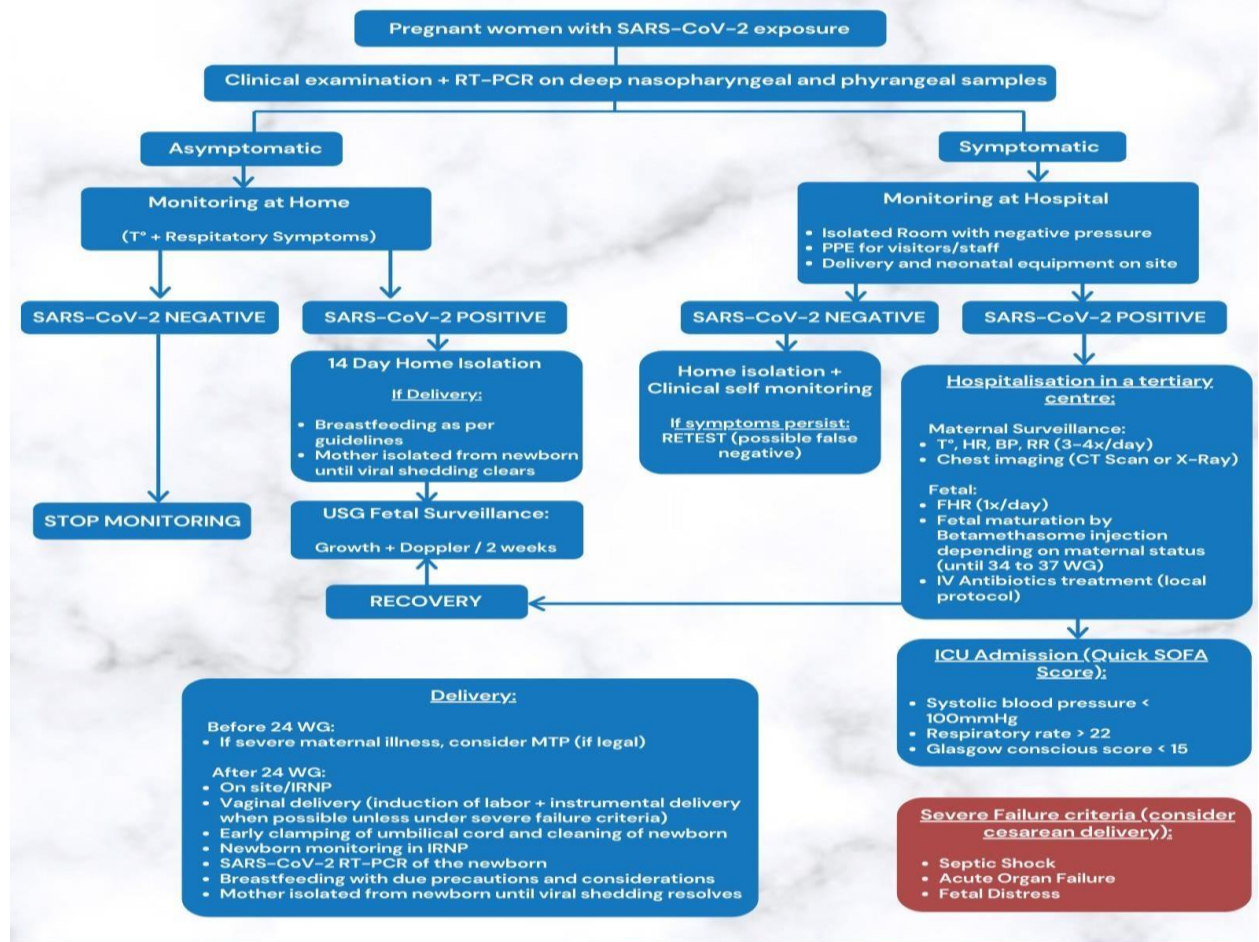 Pregnant women with SARS-CoV-2 exposure
Clinical examination + RT-PCR on deep nasopharyngeal and phyrangeal samples
Asymptomatic
Symptomatic
Monitoring at Home
(T° + Respitatory Symptoms)
Monitoring at Hospital
• Isolated Room with negative pressure
• PPE for visitors/staff
• Delivery and neonatal equipment on site
SARS-CoV-2 NEGATIVE
SARS-CoV-2 POSITIVE
SARS-CoV-2 NEGATIVE
SARS-CoV-2 POSITIVE
14 Day Home Isolation
If Delivery:
• Breastfeeding as per
guidelines
• Mother isolated from newborn
until viral shedding clears
Home isolation +
Clinical self monitoring
If symptoms persist:
RETEST (possible false
negative)
Hospitalisation in a tertiary
centre:
Maternal Surveillance:
• T°, HR, BP, RR (3-4x/day)
• Chest imaging (CT Scan or X-Ray)
Fetal:
• FHR (1x/day)
• Fetal maturation by
Betamethasome injection
depending on maternal status
(until 34 to 37 WG)
• IV Antibiotics treatment (local
protocol)
STOP MONITORING
USG Fetal Surveillance:
Growth + Doppler / 2 weeks
RECOVERY
ICU Admission (Quick SOFA
Score):
• Systolic blood pressure <
100mmHg
• Respiratory rate > 22
• Glasgow conscious score < 15
Delivery:
Before 24 WG:
• If severe maternal illness, consider MTP (if legal)
After 24 WG:
• On site/IRNP
• Vaginal delivery (induction of labor + instrumental delivery
when possible unless under severe failure criteria)
• Early clamping of umbilical cord and cleaning of newborn
• Newborn monitoring in IRNP
• SARS-CoV-2 RT-PCR of the newborn
• Breastfeeding with due precautions and considerations
• Mother isolated from newborn until viral shedding resolves
Severe Failure criteria (consider
cesarean delivery):
• Septic Shock
• Acute Organ Failure
• Fetal Distress